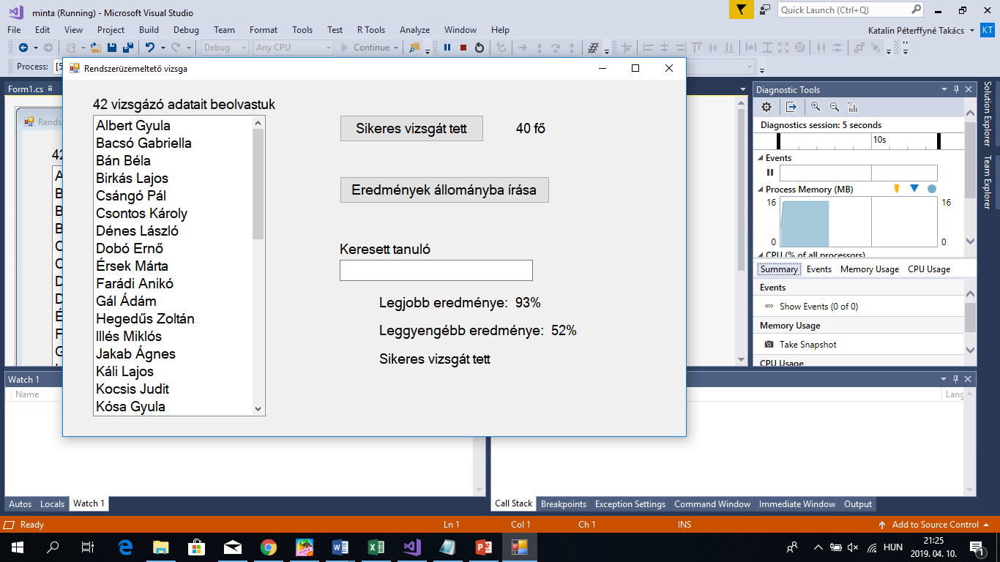 minta (Running) - Microsoft Visual Studio
Quick Launch (Ctrl+Q)
File Edit View Project Build Debug Team Format Tools Test R Tools Analyze Window Help
Katalin Péterffyné Takács KT
Debug Any CPU Continue
Process: [5
Rendszerüzemeltető vizsga
Form1.cs
Rends
42
42 vizsgázó adatait beolvastuk
Albert Gyula
Bacsó Gabriella
Bán Béla
Birkás Lajos
Csángó Pál
Csontos Károly
Dénes László
Dobó Ernő
Érsek Márta
Farádi Anikó
Gál Ádám
Hegedűs Zoltán
Illés Miklós
Jakab Ágnes
Káli Lajos
Kocsis Judit
Kósa Gyula
Sikeres vizsgát tett 40 fő
Eredmények állományba írása
Keresett tanuló
Legjobb eredménye: 93%
Leggyengébb eredménye: 52%
Sikeres vizsgát tett
Diagnostic Tools
Diagnostics session: 5 seconds
10s
Events
Process Memory (MB)
16 16
0 0
CPU (% of all processors)
Summary Events Memory Usage CPU Usage
Events
Show Events (0 of 0)
Memory Usage
Take Snapshot
CPU Usage
Solution Explorer
Team Explorer
Watch 1
Name
Lang
Autos Locals Watch 1
Call Stack Breakpoints Exception Settings Command Window Immediate Window Output
Ready Ln 1 Col 1 Ch 1 INS Add to Source Control
HUN 21:25
2019. 04. 10.
1